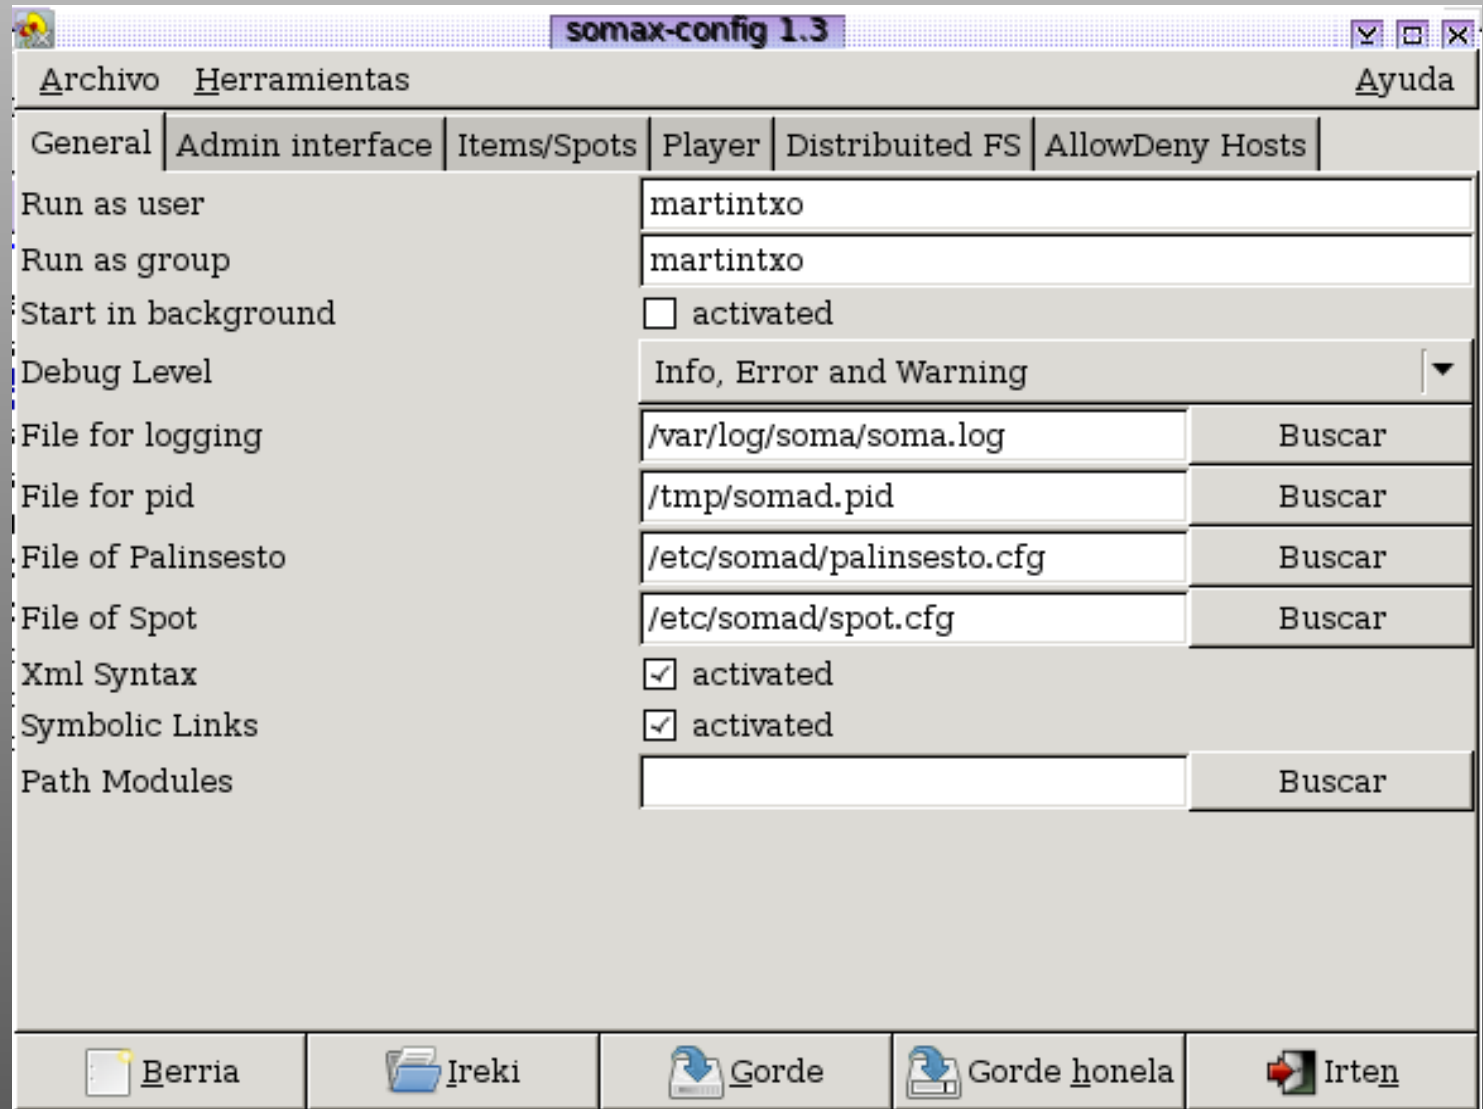 somax-config 1.3
Archivo Herramientas Ayuda
General Admin interface Items/Spots Player Distribuited FS AllowDeny Hosts
Run as user martintxo
Run as group martintxo
Start in background activated
Debug Level Info, Error and Warning
File for logging /var/log/soma/soma.log Buscar
File for pid /tmp/somad.pid Buscar
File of Palinsesto /etc/somad/palinsesto.cfg Buscar
File of Spot /etc/somad/spot.cfg Buscar
Xml Syntax activated
Symbolic Links activated
Path Modules Buscar
Berria Ireki Gorde Gorde honela Irten